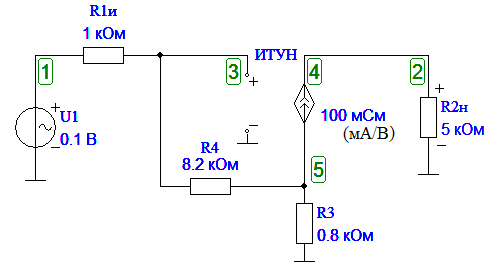 R1и
1 кОм
ИТУН
1
3
4
2
+
+
+
U1
0.1 В
−
−
100 мСм
(мА/В)
R2н
5 кОм
−
R4
8.2 кОм
5
R3
0.8 кОм